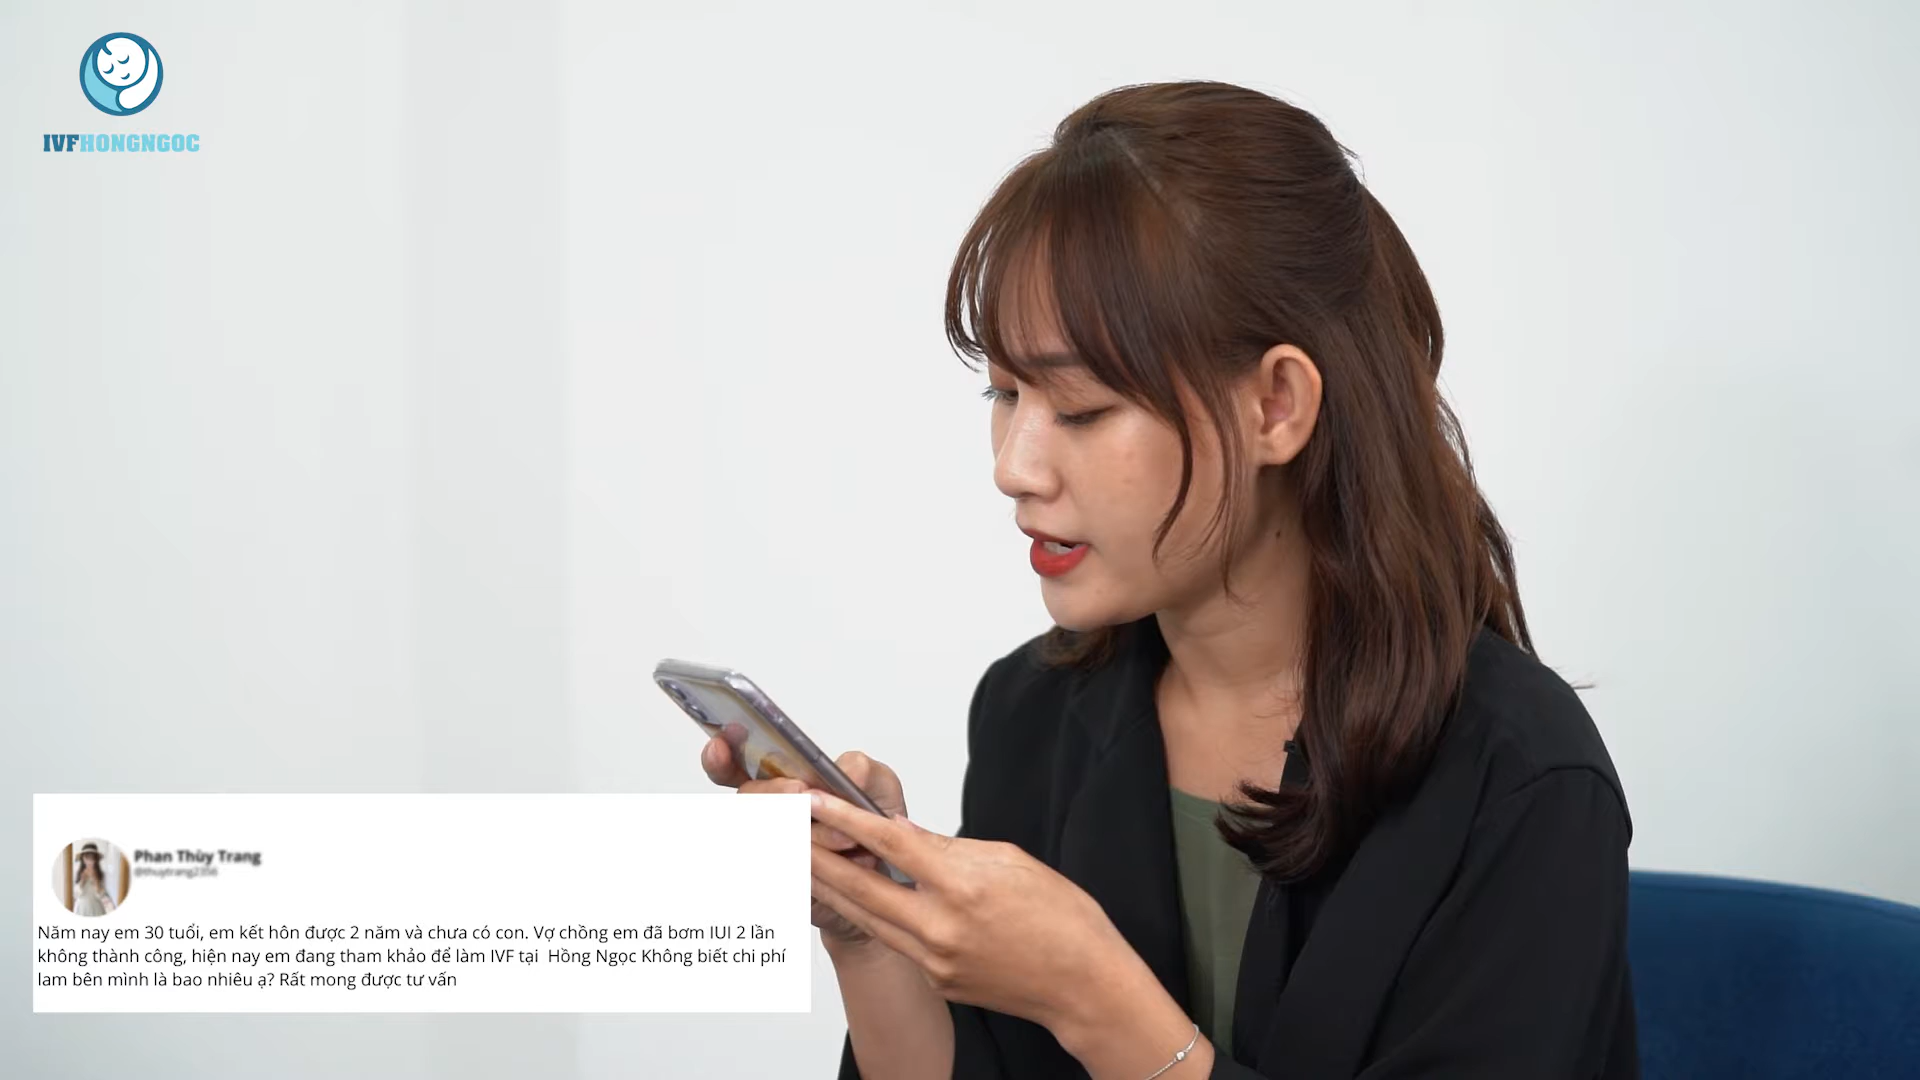 IVFHONGNGOC
Phan Thùy Trang
@thuytrang2356
Năm nay em 30 tuổi, em kết hôn được 2 năm và chưa có con. Vợ chồng em đã bơm IUI 2 lần
không thành công, hiện nay em đang tham khảo để làm IVF tại Hồng Ngọc Không biết chi phí
lam bên mình là bao nhiêu ạ? Rất mong được tư vấn